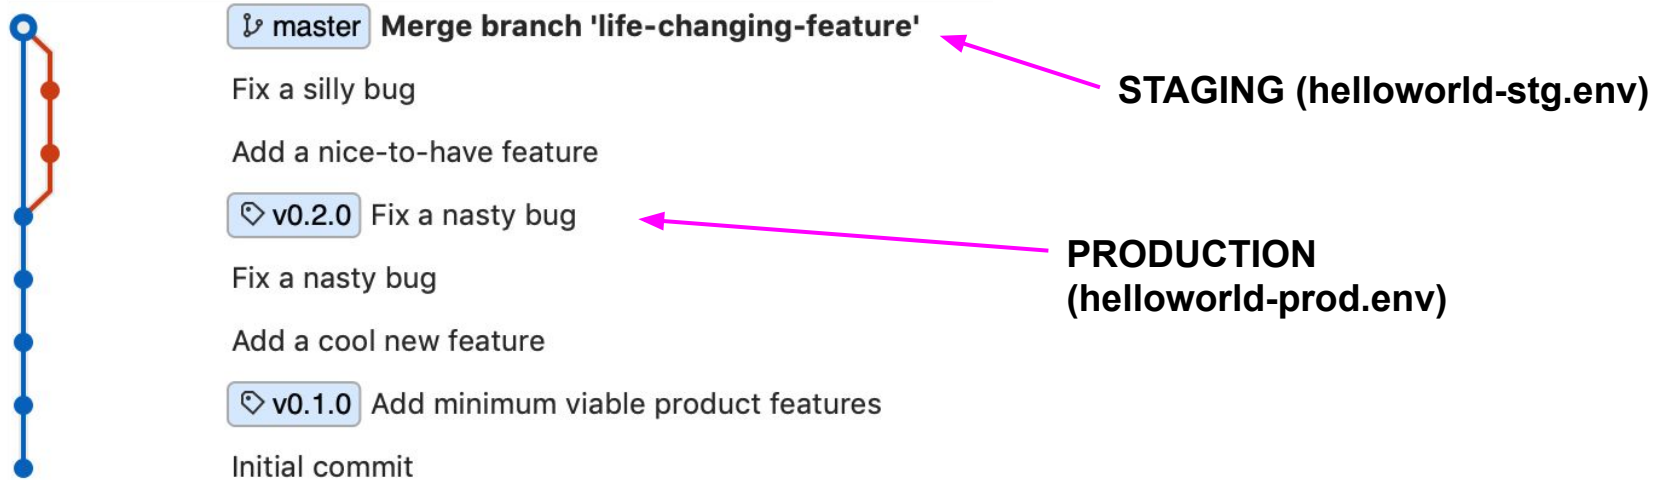 master Merge branch 'life-changing-feature'
STAGING (helloworld-stg.env)
Fix a silly bug
Add a nice-to-have feature
v0.2.0 Fix a nasty bug
PRODUCTION
(helloworld-prod.env)
Fix a nasty bug
Add a cool new feature
v0.1.0 Add minimum viable product features
Initial commit